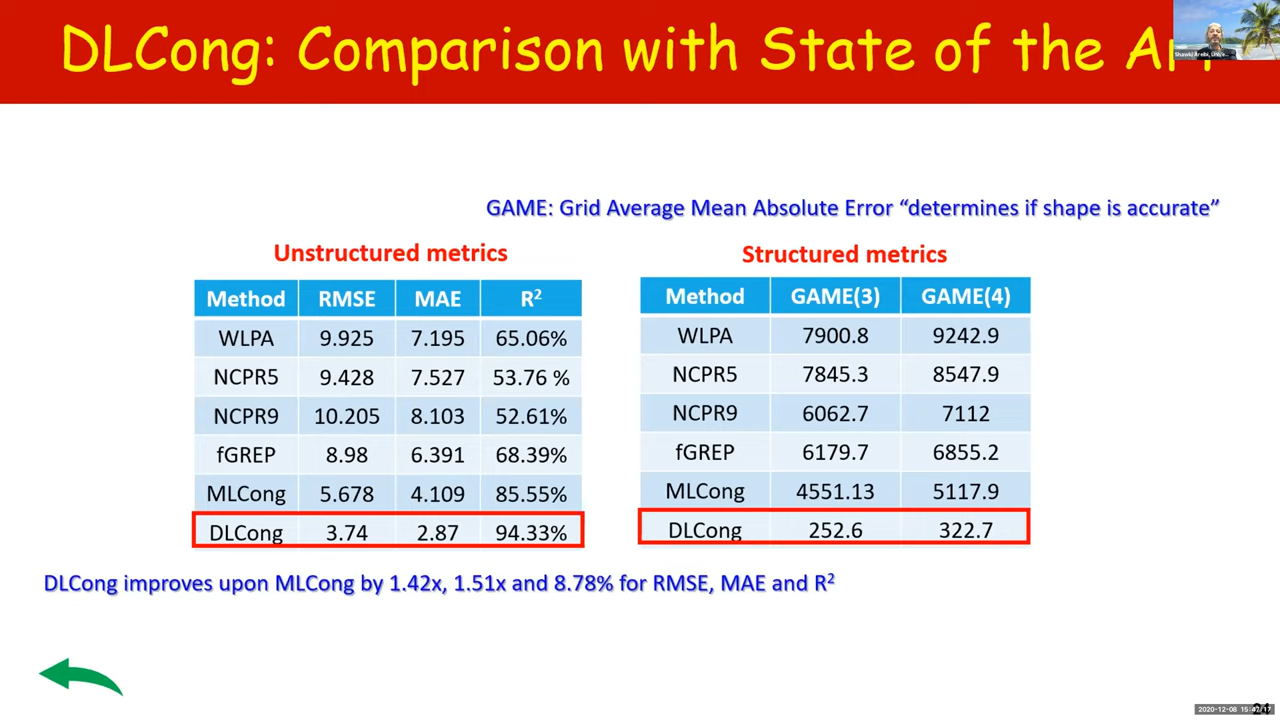 DLCong: Comparison with State of the Art
GAME: Grid Average Mean Absolute Error “determines if shape is accurate”
Unstructured metrics
Method RMSE MAE R²
WLPA 9.925 7.195 65.06%
NCPR5 9.428 7.527 53.76 %
NCPR9 10.205 8.103 52.61%
fGREP 8.98 6.391 68.39%
MLCong 5.678 4.109 85.55%
DLCong 3.74 2.87 94.33%
Structured metrics
Method GAME(3) GAME(4)
WLPA 7900.8 9242.9
NCPR5 7845.3 8547.9
NCPR9 6062.7 7112
fGREP 6179.7 6855.2
MLCong 4551.13 5117.9
DLCong 252.6 322.7
DLCong improves upon MLCong by 1.42x, 1.51x and 8.78% for RMSE, MAE and R²
24